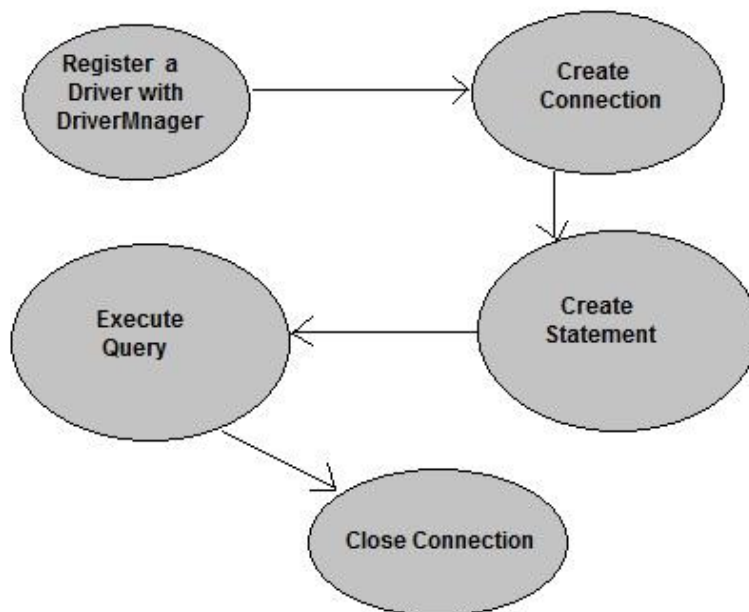 Register a
Driver with
DriverMnager
Create
Connection
Create
Statement
Execute
Query
Close Connection